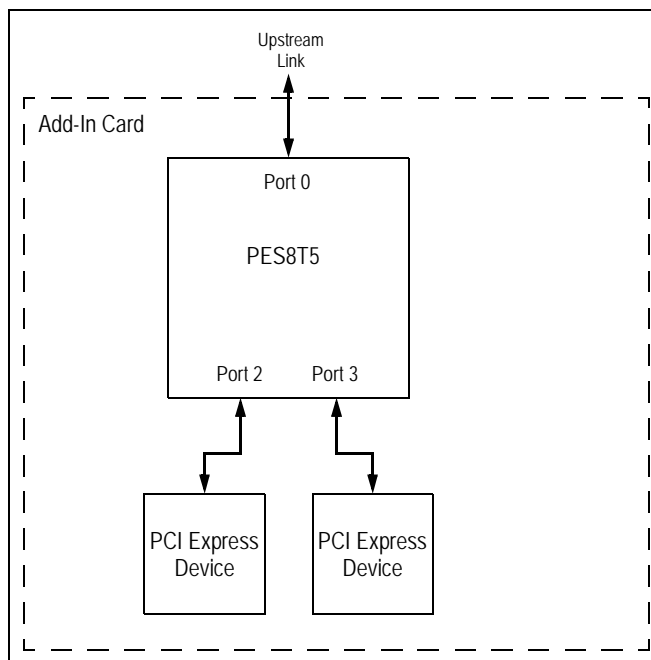 Upstream
Link
Add-In Card
Port 0
PES8T5
Port 2
Port 3
PCI Express
Device
PCI Express
Device